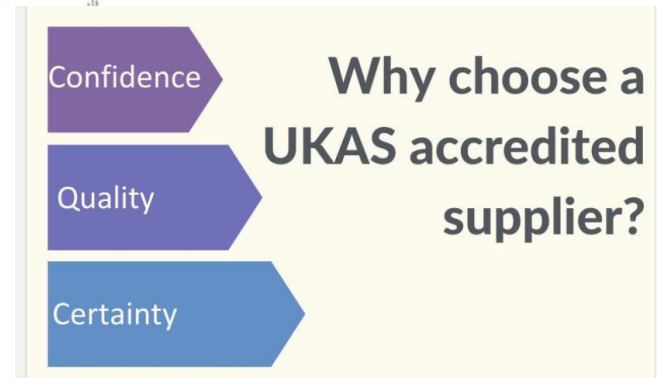 Confidence
Why choose a
UKAS accredited
supplier?
Quality
Certainty